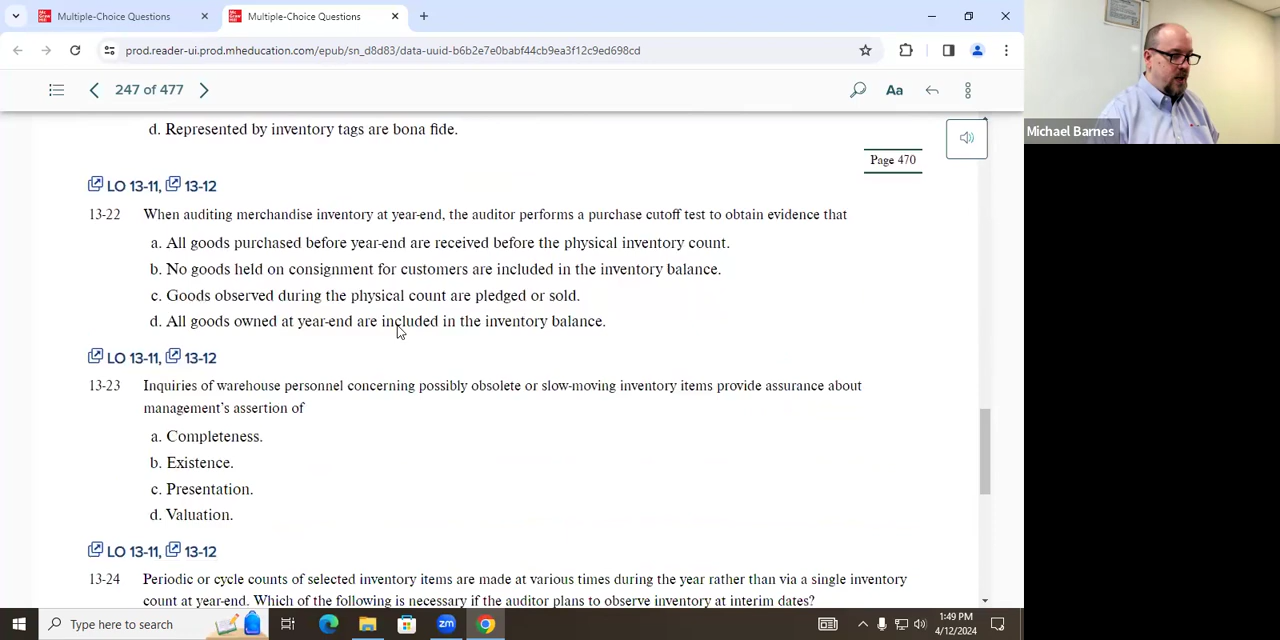 Multiple-Choice Questions
Multiple-Choice Questions
prod.reader-ui.prod.mheducation.com/epub/sn_d8d83/data-uuid-b6b2e7e0babf44cb9ea3f12c9ed698cd
247 of 477
Aa
Michael Barnes
d. Represented by inventory tags are bona fide.
Page 470
LO 13-11, 13-12
13-22 When auditing merchandise inventory at year-end, the auditor performs a purchase cutoff test to obtain evidence that
a. All goods purchased before year-end are received before the physical inventory count.
b. No goods held on consignment for customers are included in the inventory balance.
c. Goods observed during the physical count are pledged or sold.
d. All goods owned at year-end are included in the inventory balance.
LO 13-11, 13-12
13-23 Inquiries of warehouse personnel concerning possibly obsolete or slow-moving inventory items provide assurance about
management's assertion of
a. Completeness.
b. Existence.
c. Presentation.
d. Valuation.
LO 13-11, 13-12
13-24 Periodic or cycle counts of selected inventory items are made at various times during the year rather than via a single inventory
count at year-end. Which of the following is necessary if the auditor plans to observe inventory at interim dates?
Type here to search
zm
1:49 PM
4/12/2024